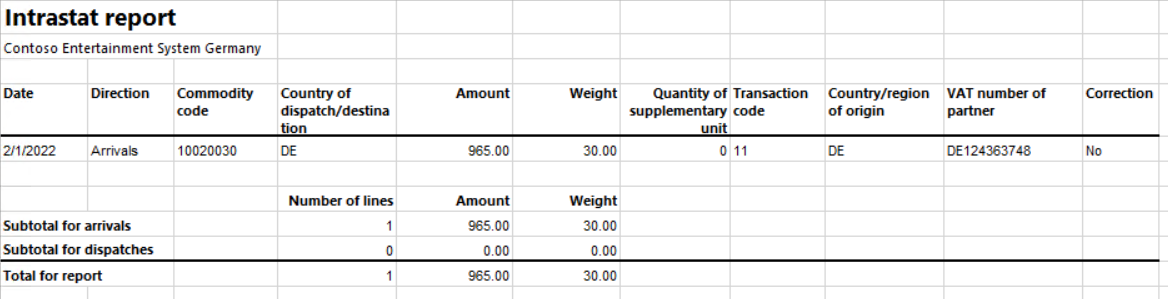 Intrastat report
Contoso Entertainment System Germany
Date Direction Commodity code Country of dispatch/destination Amount Weight Quantity of supplementary unit Transaction code Country/region of origin VAT number of partner Correction
2/1/2022 Arrivals 10020030 DE 965.00 30.00 0 11 DE DE124363748 No
Number of lines Amount Weight
Subtotal for arrivals 1 965.00 30.00
Subtotal for dispatches 0 0.00 0.00
Total for report 1 965.00 30.00